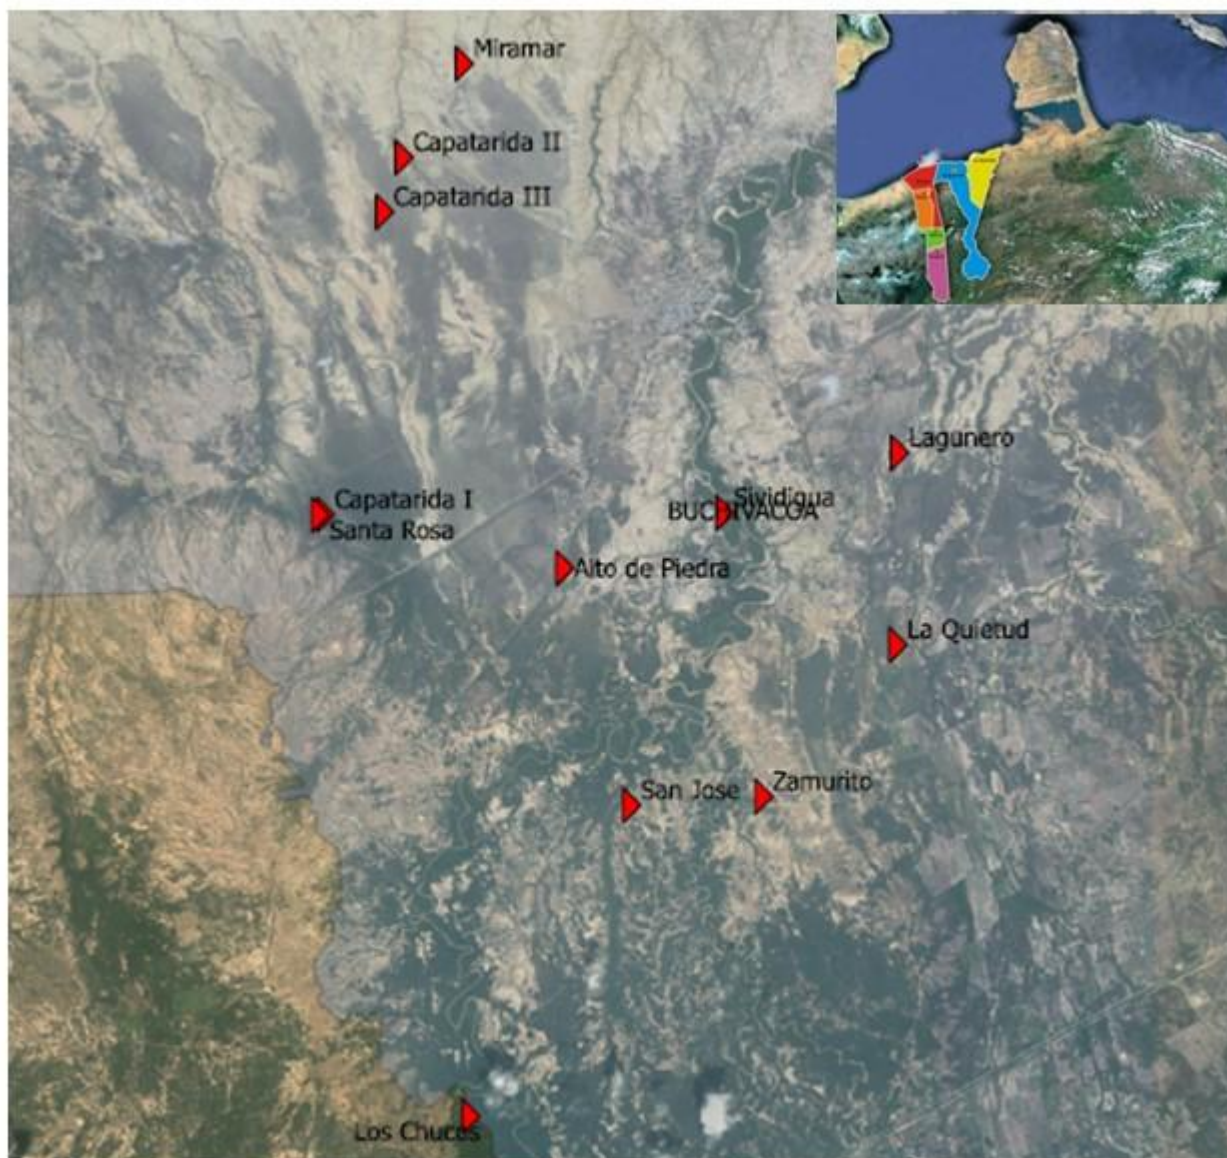 Miramar
Capatarida II
Capatarida III
Lagunero
Capatarida I
Sividigua
BUCHIVACOA
Santa Rosa
Alto de Piedra
La Quietud
San Jose
Zamurito
Los Chucos